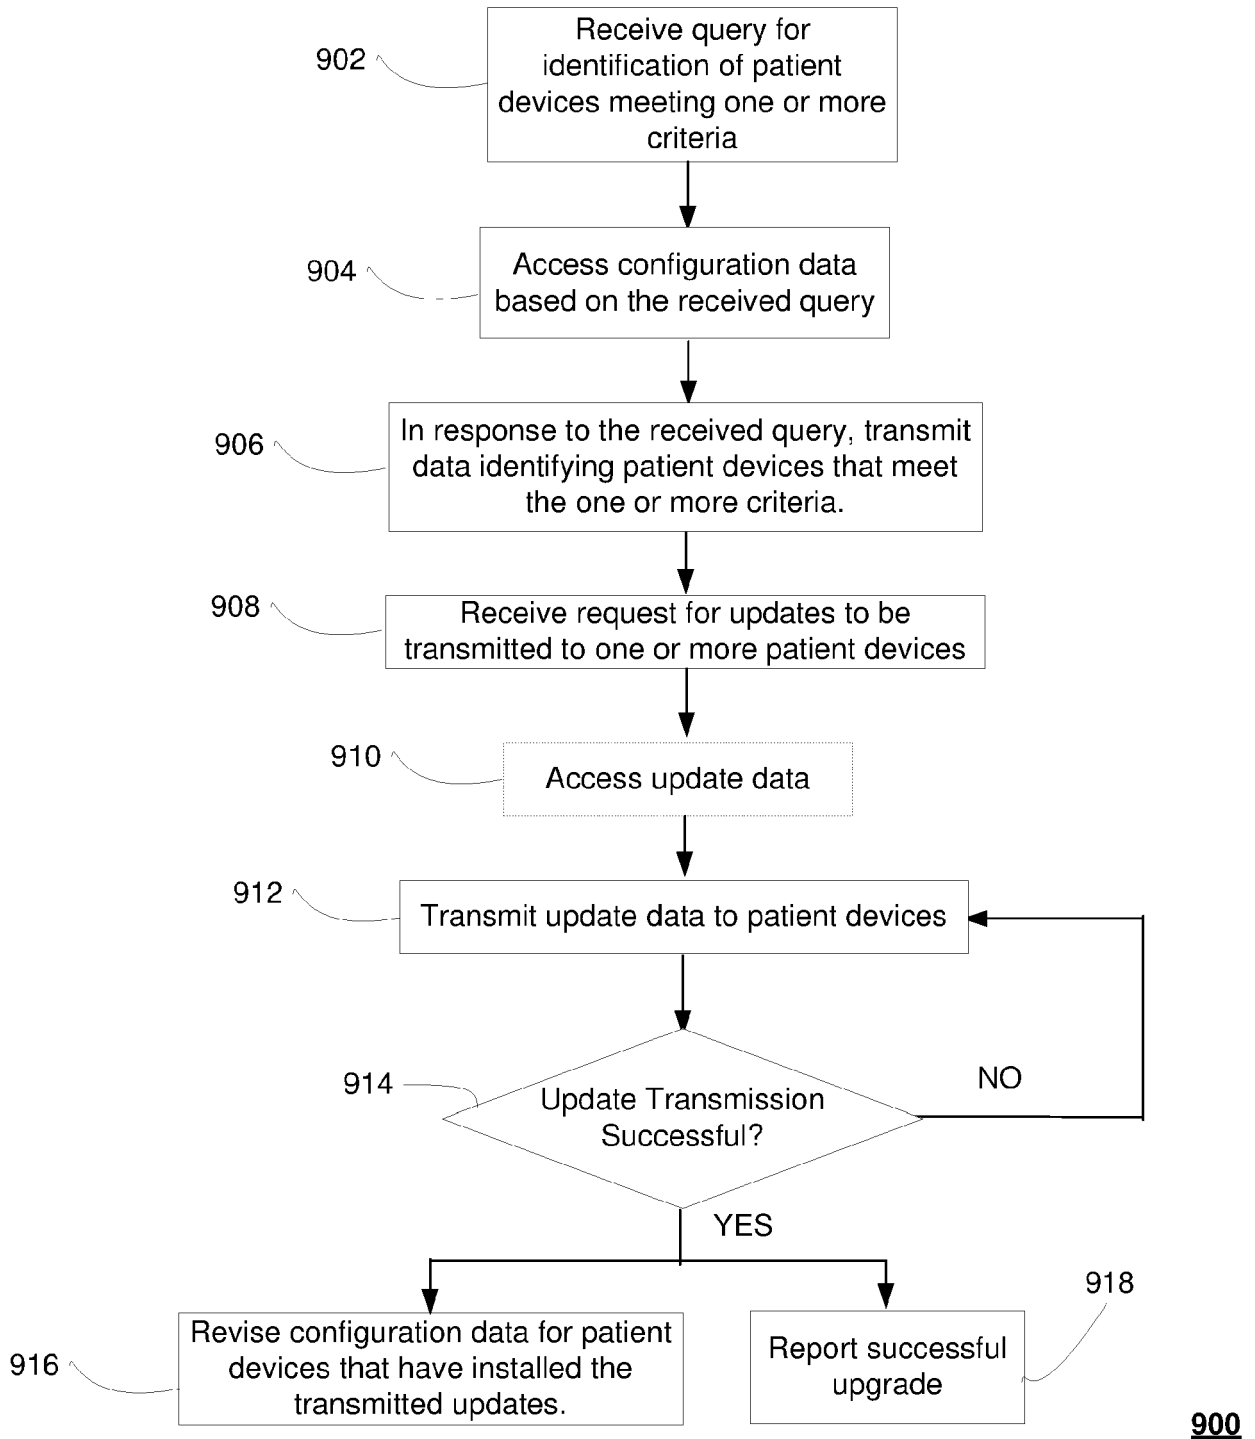 902
Receive query for
identification of patient
devices meeting one or more
criteria
904
Access configuration data
based on the received query
906
In response to the received query, transmit
data identifying patient devices that meet
the one or more criteria.
908
Receive request for updates to be
transmitted to one or more patient devices
910
Access update data
912
Transmit update data to patient devices
914
Update Transmission
Successful?
NO
YES
916
Revise configuration data for patient
devices that have installed the
transmitted updates.
918
Report successful
upgrade
900